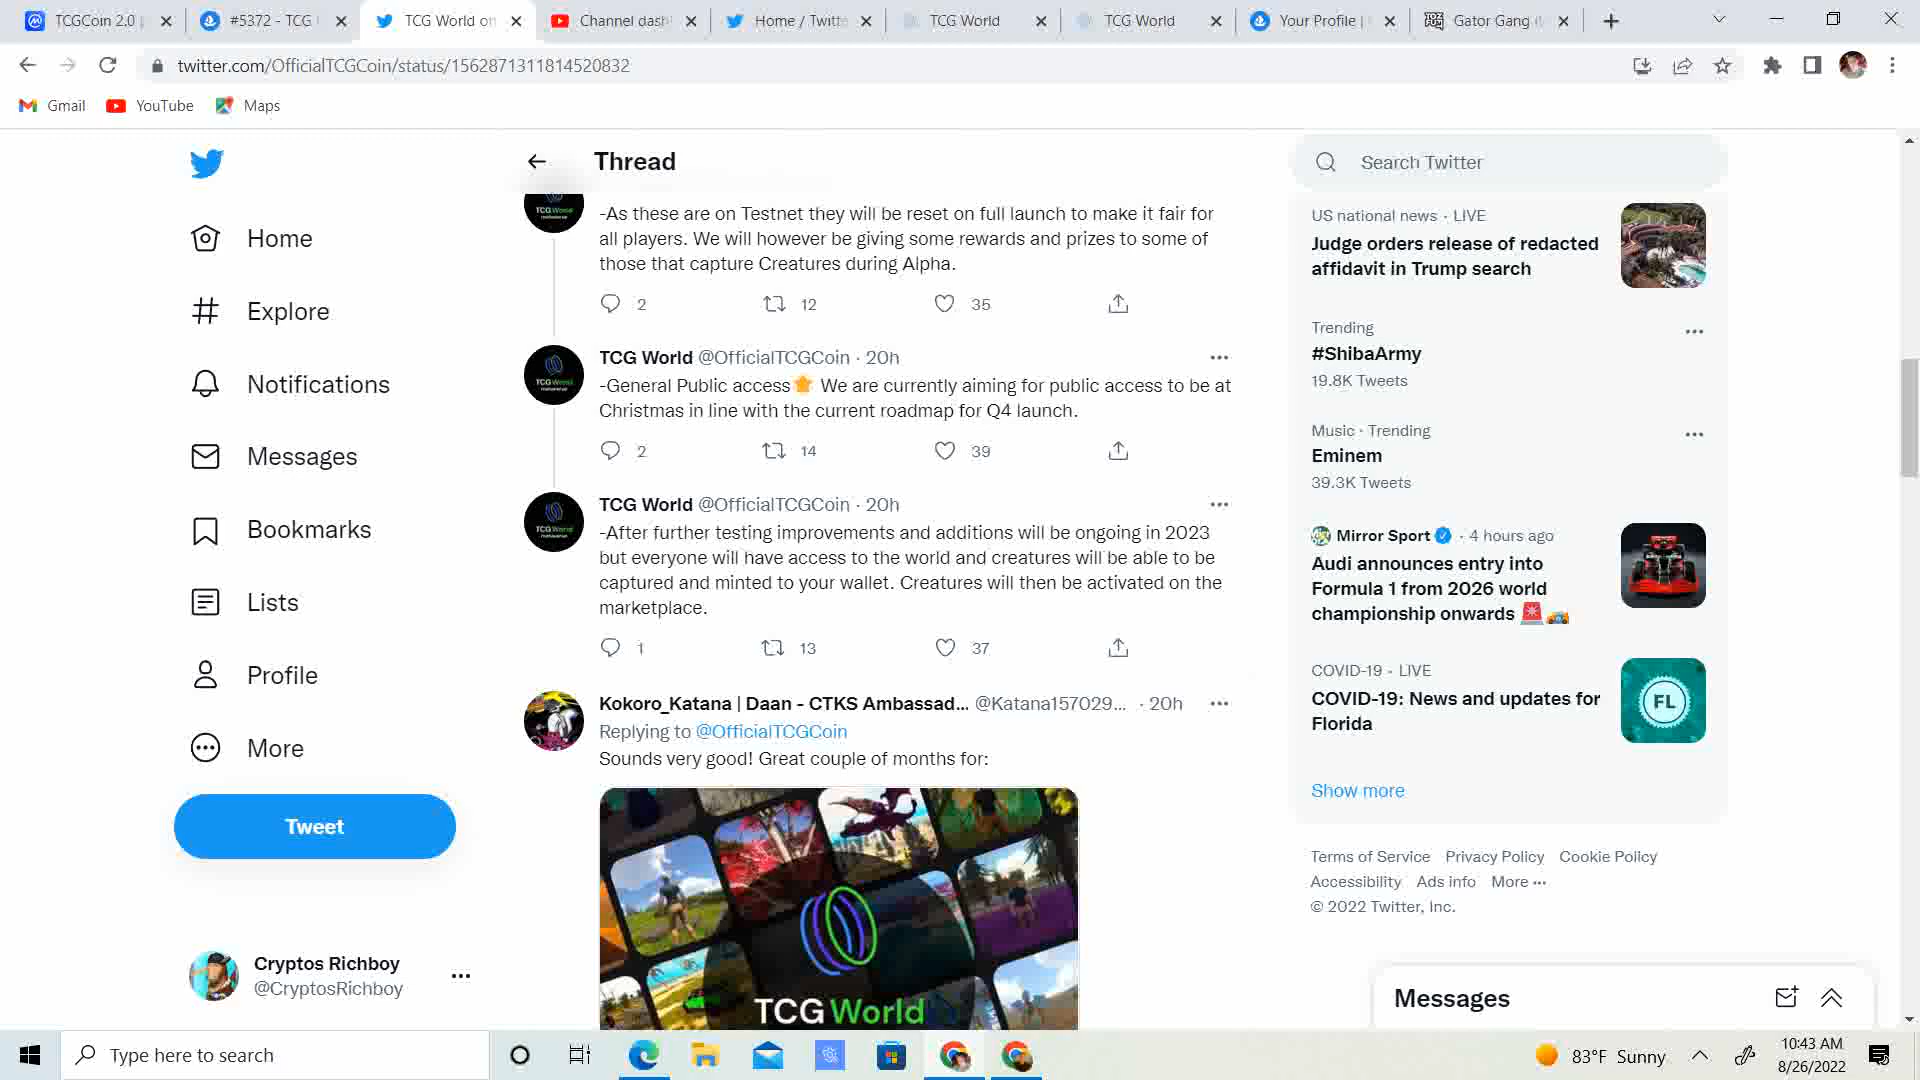 TCGCoin 2.0
#5372 - TCG
TCG World on
Channel dash
Home / Twitte
TCG World
TCG World
Your Profile |
Gator Gang
twitter.com/OfficialTCGCoin/status/1562871311814520832
Gmail
YouTube
Maps
Thread
Search Twitter
Home
Explore
Notifications
Messages
Bookmarks
Lists
Profile
More
Tweet
Cryptos Richboy
@CryptosRichboy
TCG World
-As these are on Testnet they will be reset on full launch to make it fair for
all players. We will however be giving some rewards and prizes to some of
those that capture Creatures during Alpha.
2 12 35
TCG World
TCG World @OfficialTCGCoin · 20h
-General Public access🌟 We are currently aiming for public access to be at
Christmas in line with the current roadmap for Q4 launch.
2 14 39
TCG World
TCG World @OfficialTCGCoin · 20h
-After further testing improvements and additions will be ongoing in 2023
but everyone will have access to the world and creatures will be able to be
captured and minted to your wallet. Creatures will then be activated on the
marketplace.
1 13 37
Kokoro_Katana | Daan - CTKS Ambassad... @Katana157029... · 20h
Replying to @OfficialTCGCoin
Sounds very good! Great couple of months for:
TCG World
US national news · LIVE
Judge orders release of redacted
affidavit in Trump search
Trending
#ShibaArmy
19.8K Tweets
Music · Trending
Eminem
39.3K Tweets
Mirror Sport · 4 hours ago
Audi announces entry into
Formula 1 from 2026 world
championship onwards 🚨🏎️
COVID-19 · LIVE
COVID-19: News and updates for
Florida
FL
Show more
Terms of Service Privacy Policy Cookie Policy
Accessibility Ads info More ···
© 2022 Twitter, Inc.
Messages
Type here to search
83°F Sunny
10:43 AM
8/26/2022